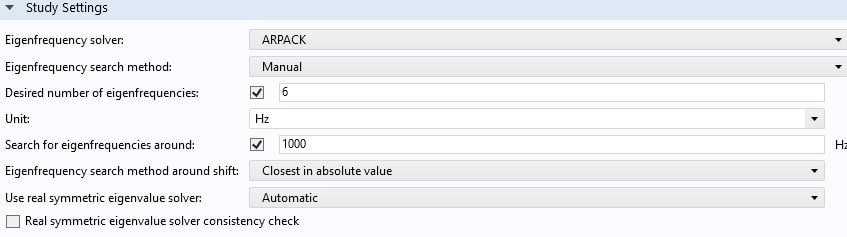 Study Settings
Eigenfrequency solver: ARPACK
Eigenfrequency search method: Manual
Desired number of eigenfrequencies: 6
Unit: Hz
Search for eigenfrequencies around: 1000 Hz
Eigenfrequency search method around shift: Closest in absolute value
Use real symmetric eigenvalue solver: Automatic
Real symmetric eigenvalue solver consistency check